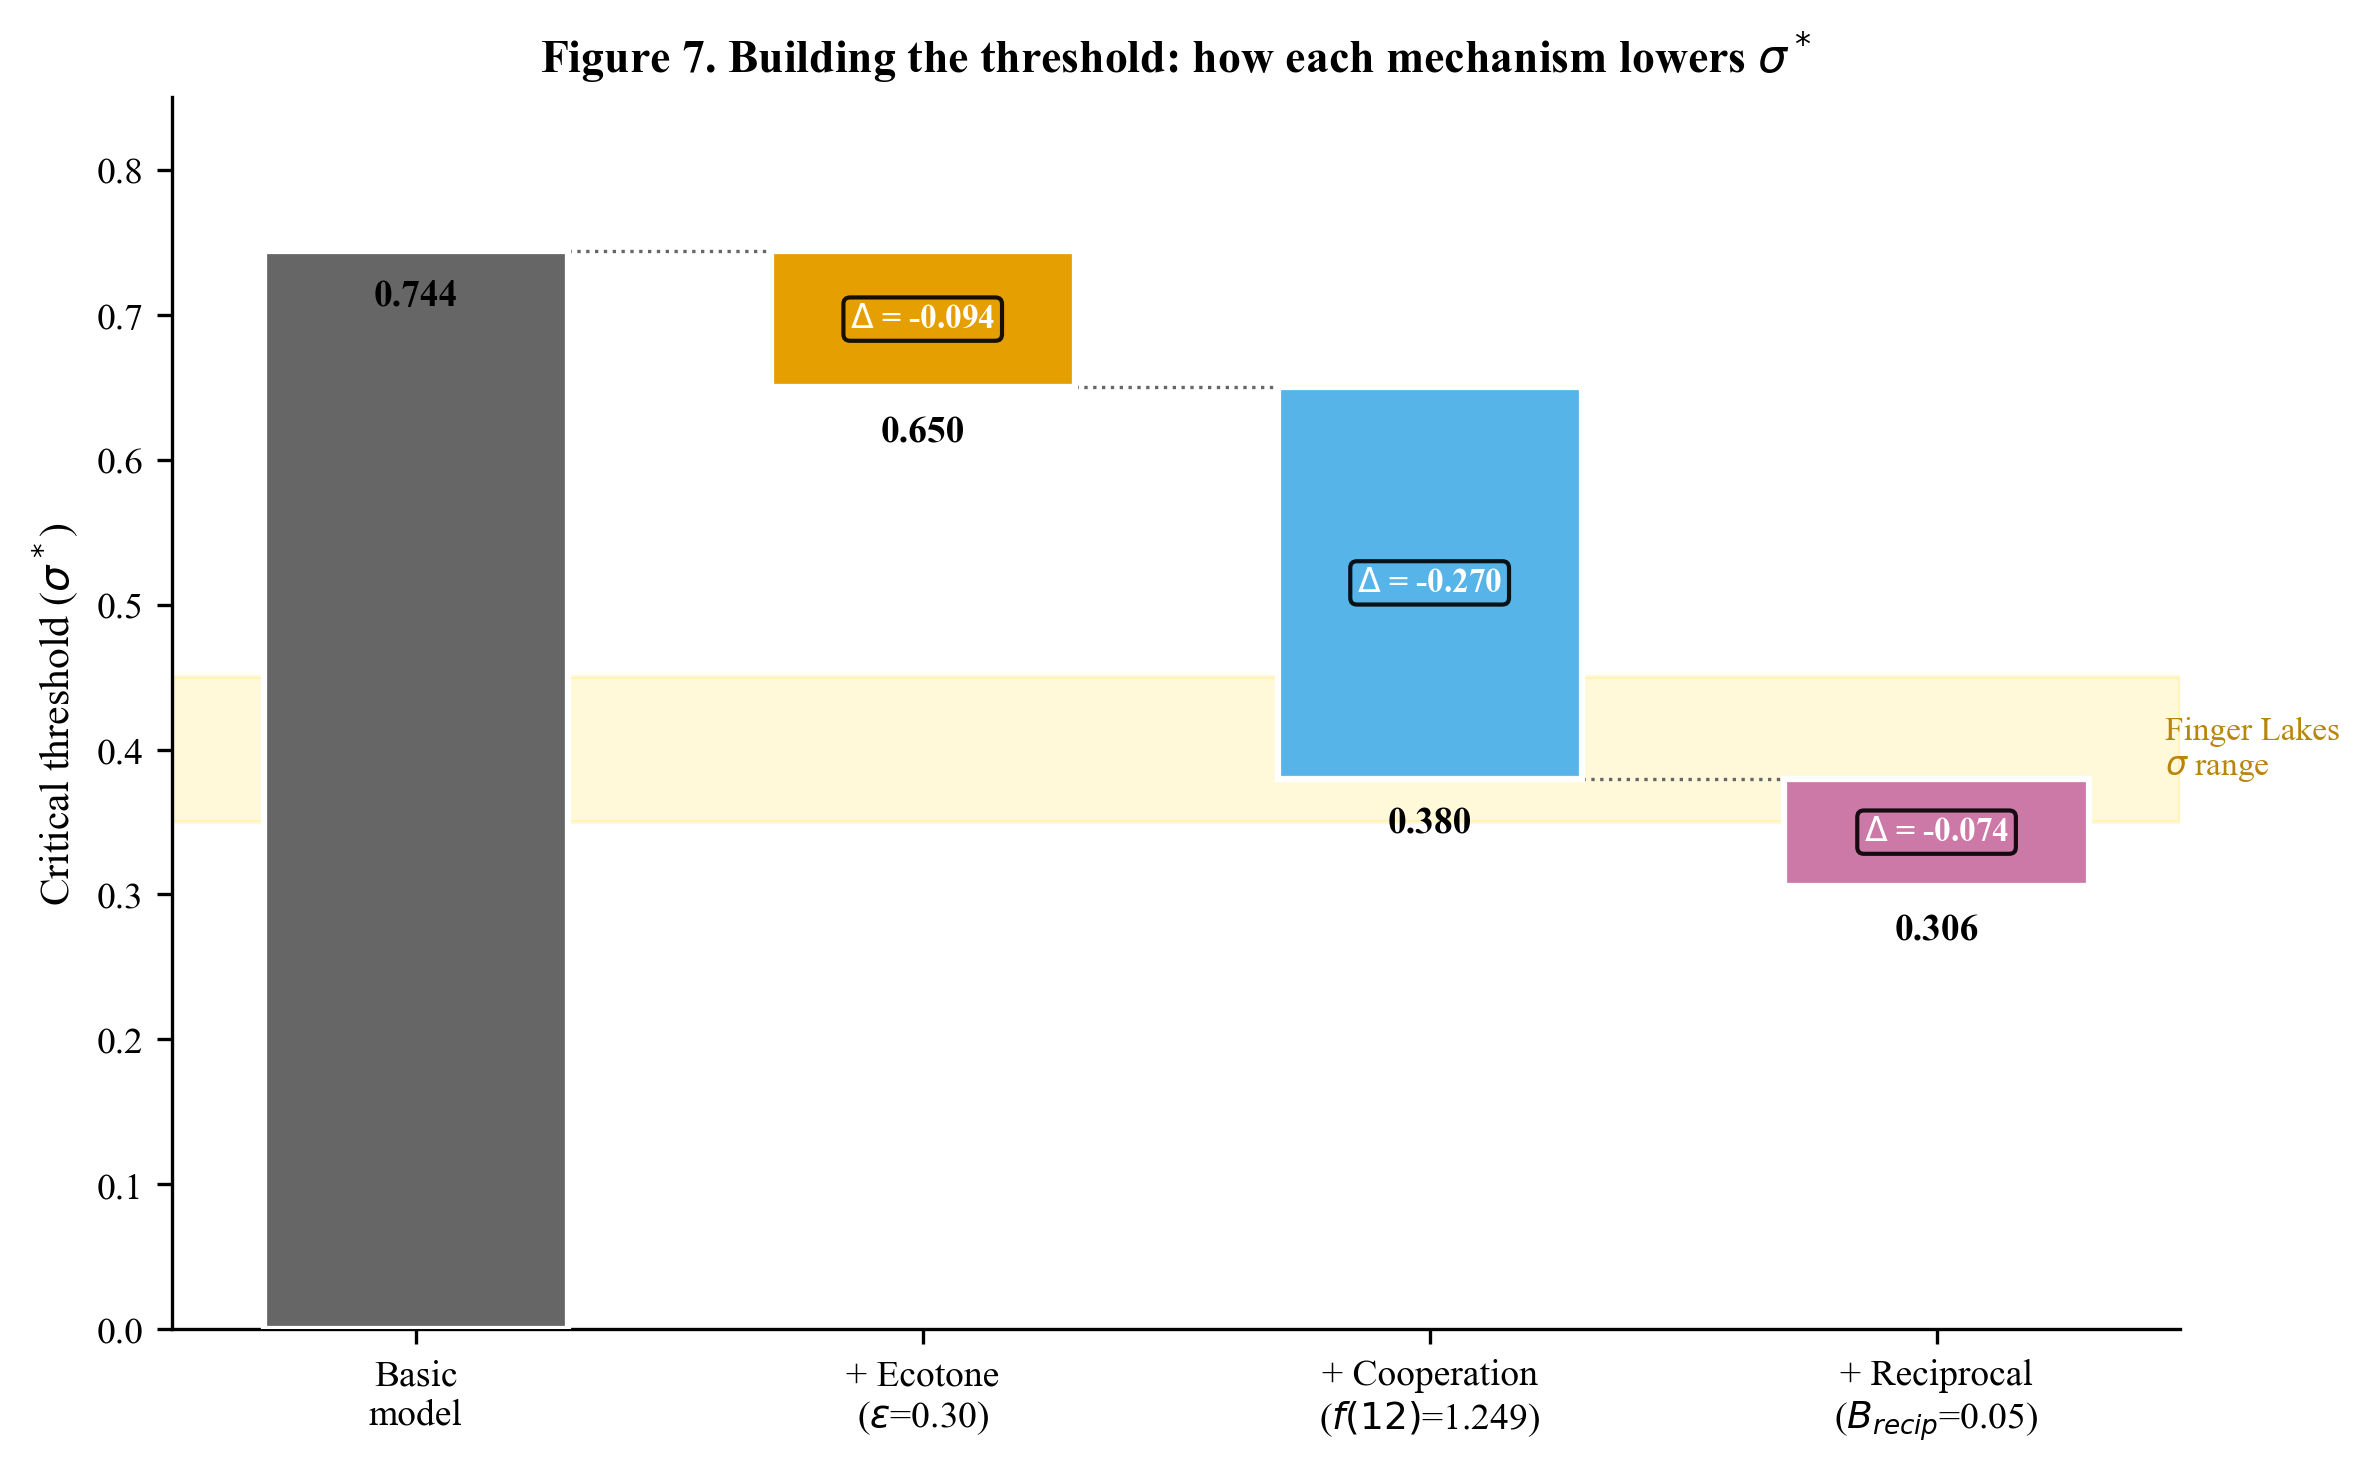 Figure 7. Building the threshold: how each mechanism lowers σ*
Critical threshold (σ*)
0.8
0.7
0.6
0.5
0.4
0.3
0.2
0.1
0.0
0.744
Δ = -0.094
0.650
Δ = -0.270
0.380
Δ = -0.074
0.306
Finger Lakes
σ range
Basic
model
+ Ecotone
(ε=0.30)
+ Cooperation
(f(12)=1.249)
+ Reciprocal
(B_recip=0.05)